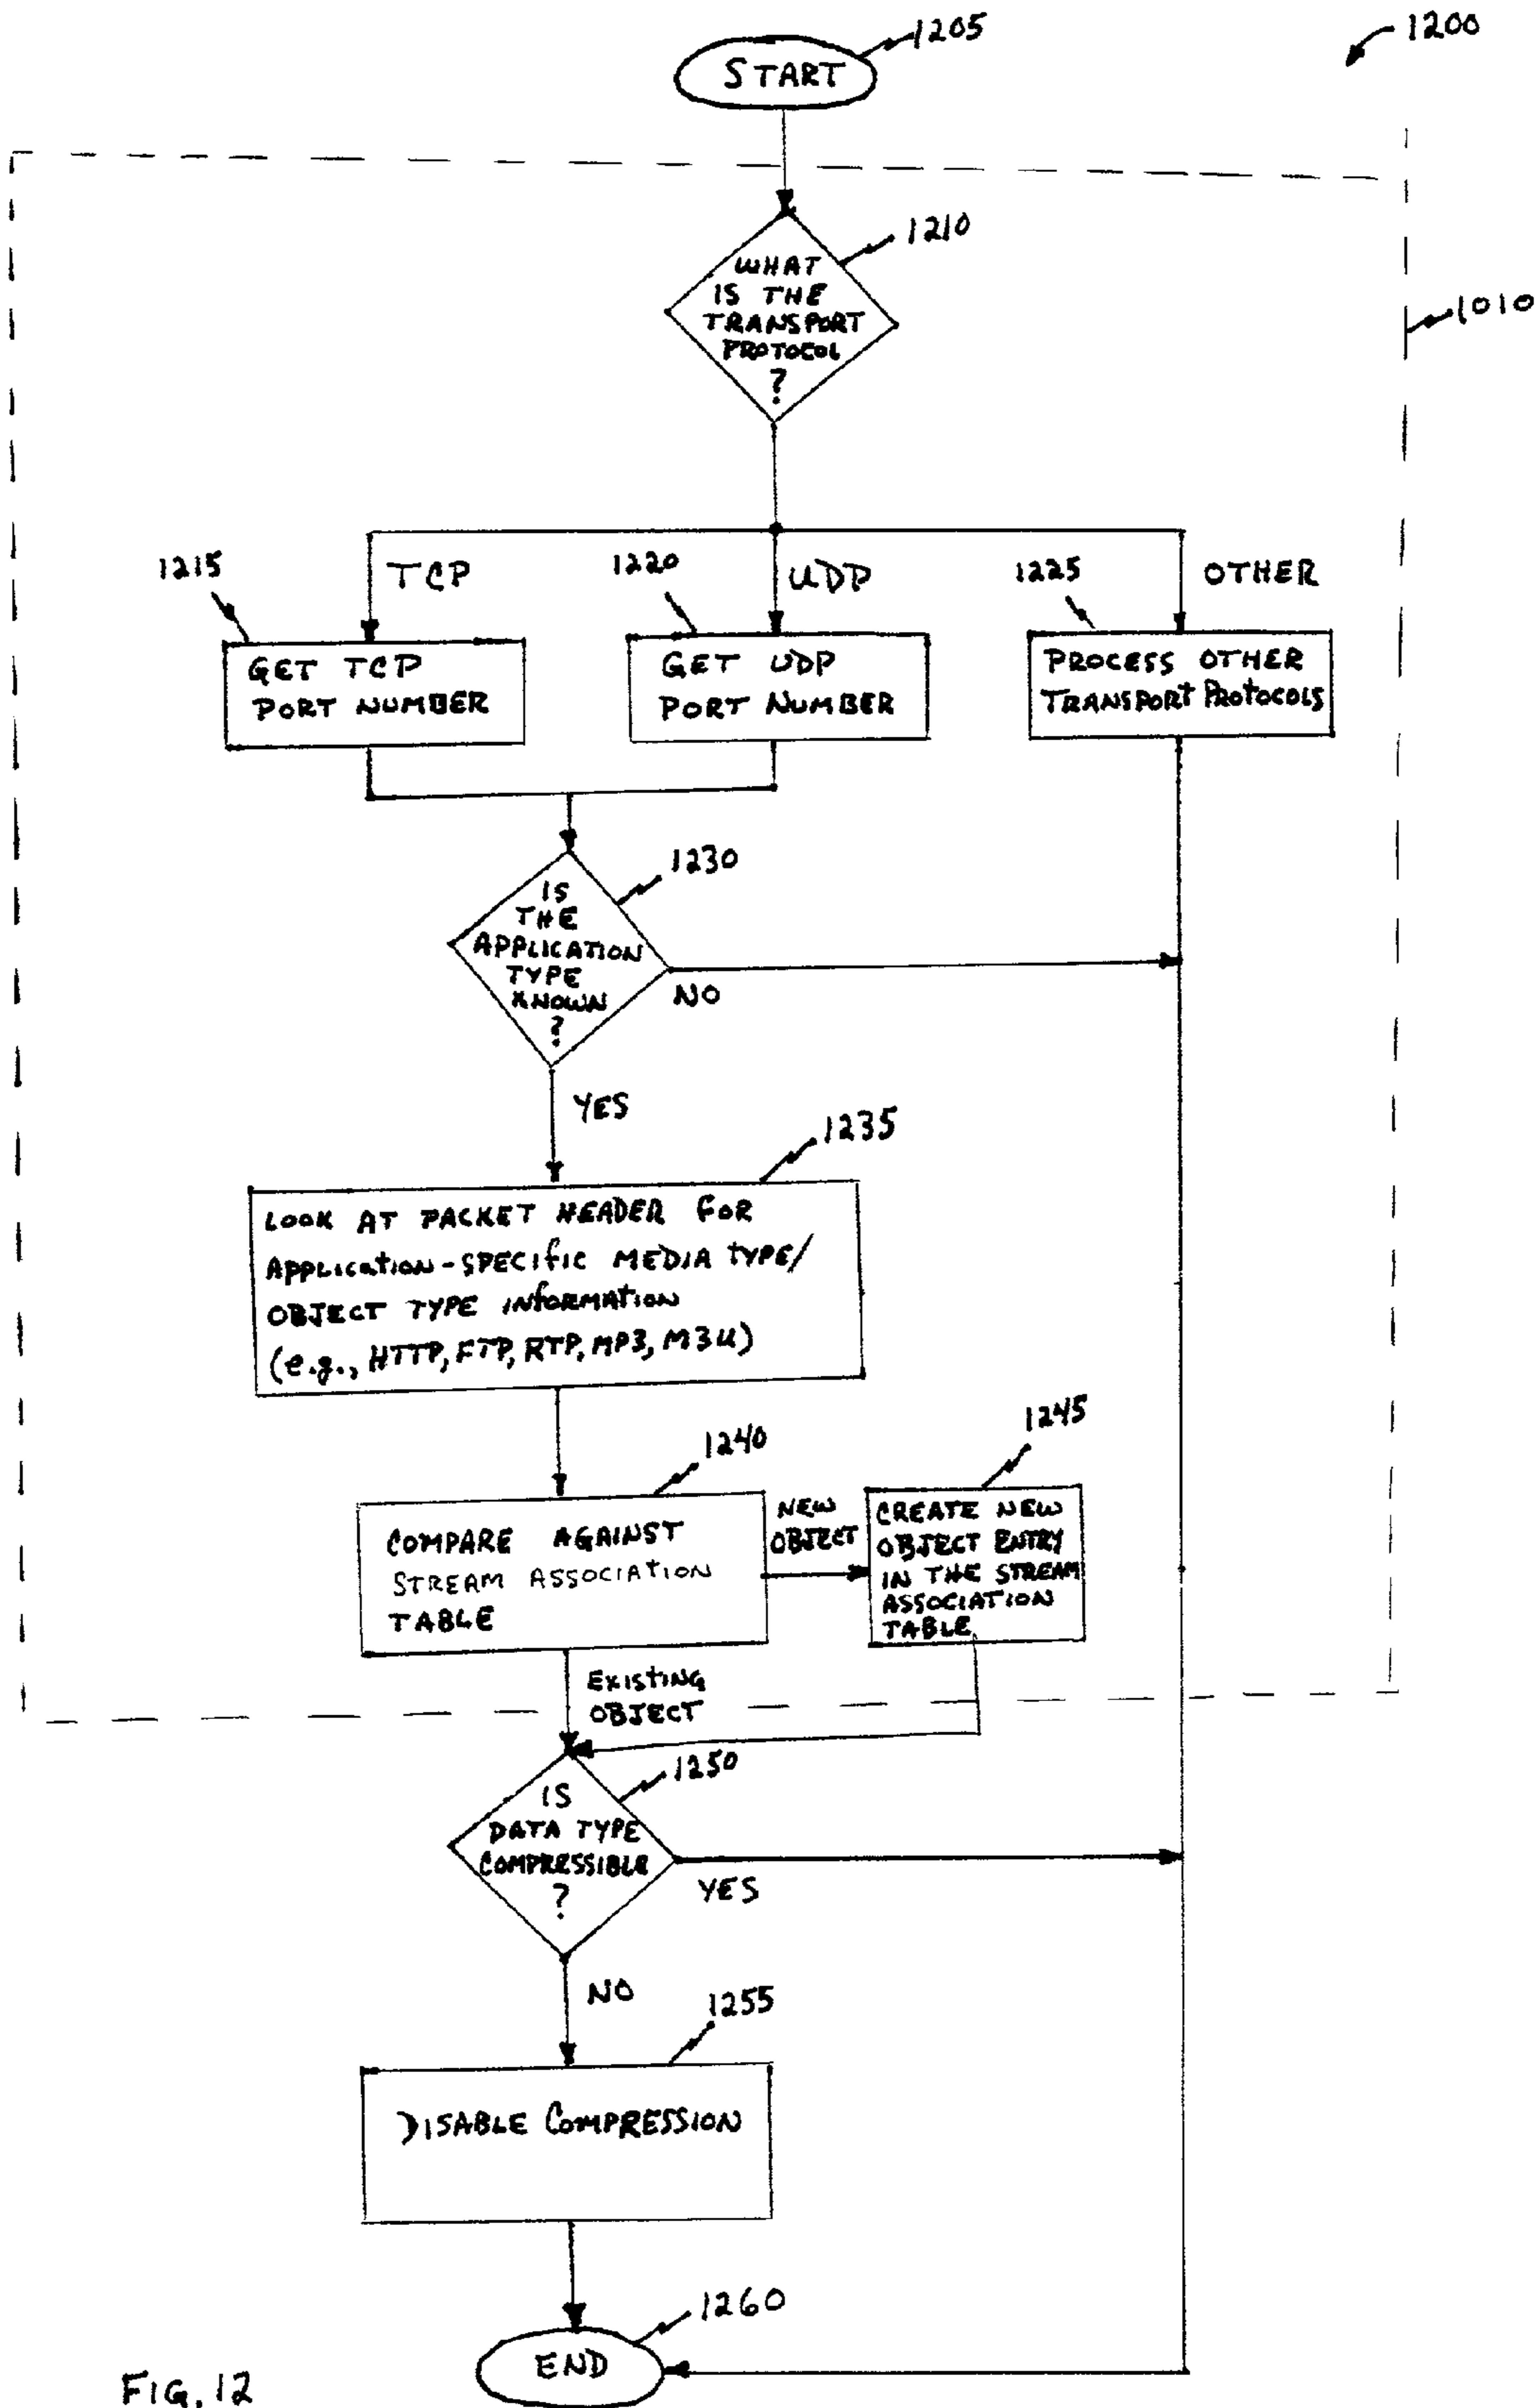 1205
1200
START
1210
WHAT
IS THE
TRANSPORT
PROTOCOL
?
1010
1215
TCP
1220
UDP
1225
OTHER
GET TCP
PORT NUMBER
GET UDP
PORT NUMBER
PROCESS OTHER
TRANSPORT PROTOCOLS
1230
IS
THE
APPLICATION
TYPE
KNOWN
?
NO
YES
1235
LOOK AT PACKET HEADER FOR
APPLICATION-SPECIFIC MEDIA TYPE/
OBJECT TYPE INFORMATION
(e.g., HTTP, FTP, RTP, MP3, M3U)
1240
1245
COMPARE AGAINST
STREAM ASSOCIATION
TABLE
NEW
OBJECT
CREATE NEW
OBJECT ENTRY
IN THE STREAM
ASSOCIATION
TABLE
EXISTING
OBJECT
1250
IS
DATA TYPE
COMPRESSIBLE
?
YES
NO
1255
DISABLE COMPRESSION
1260
END
FIG. 12